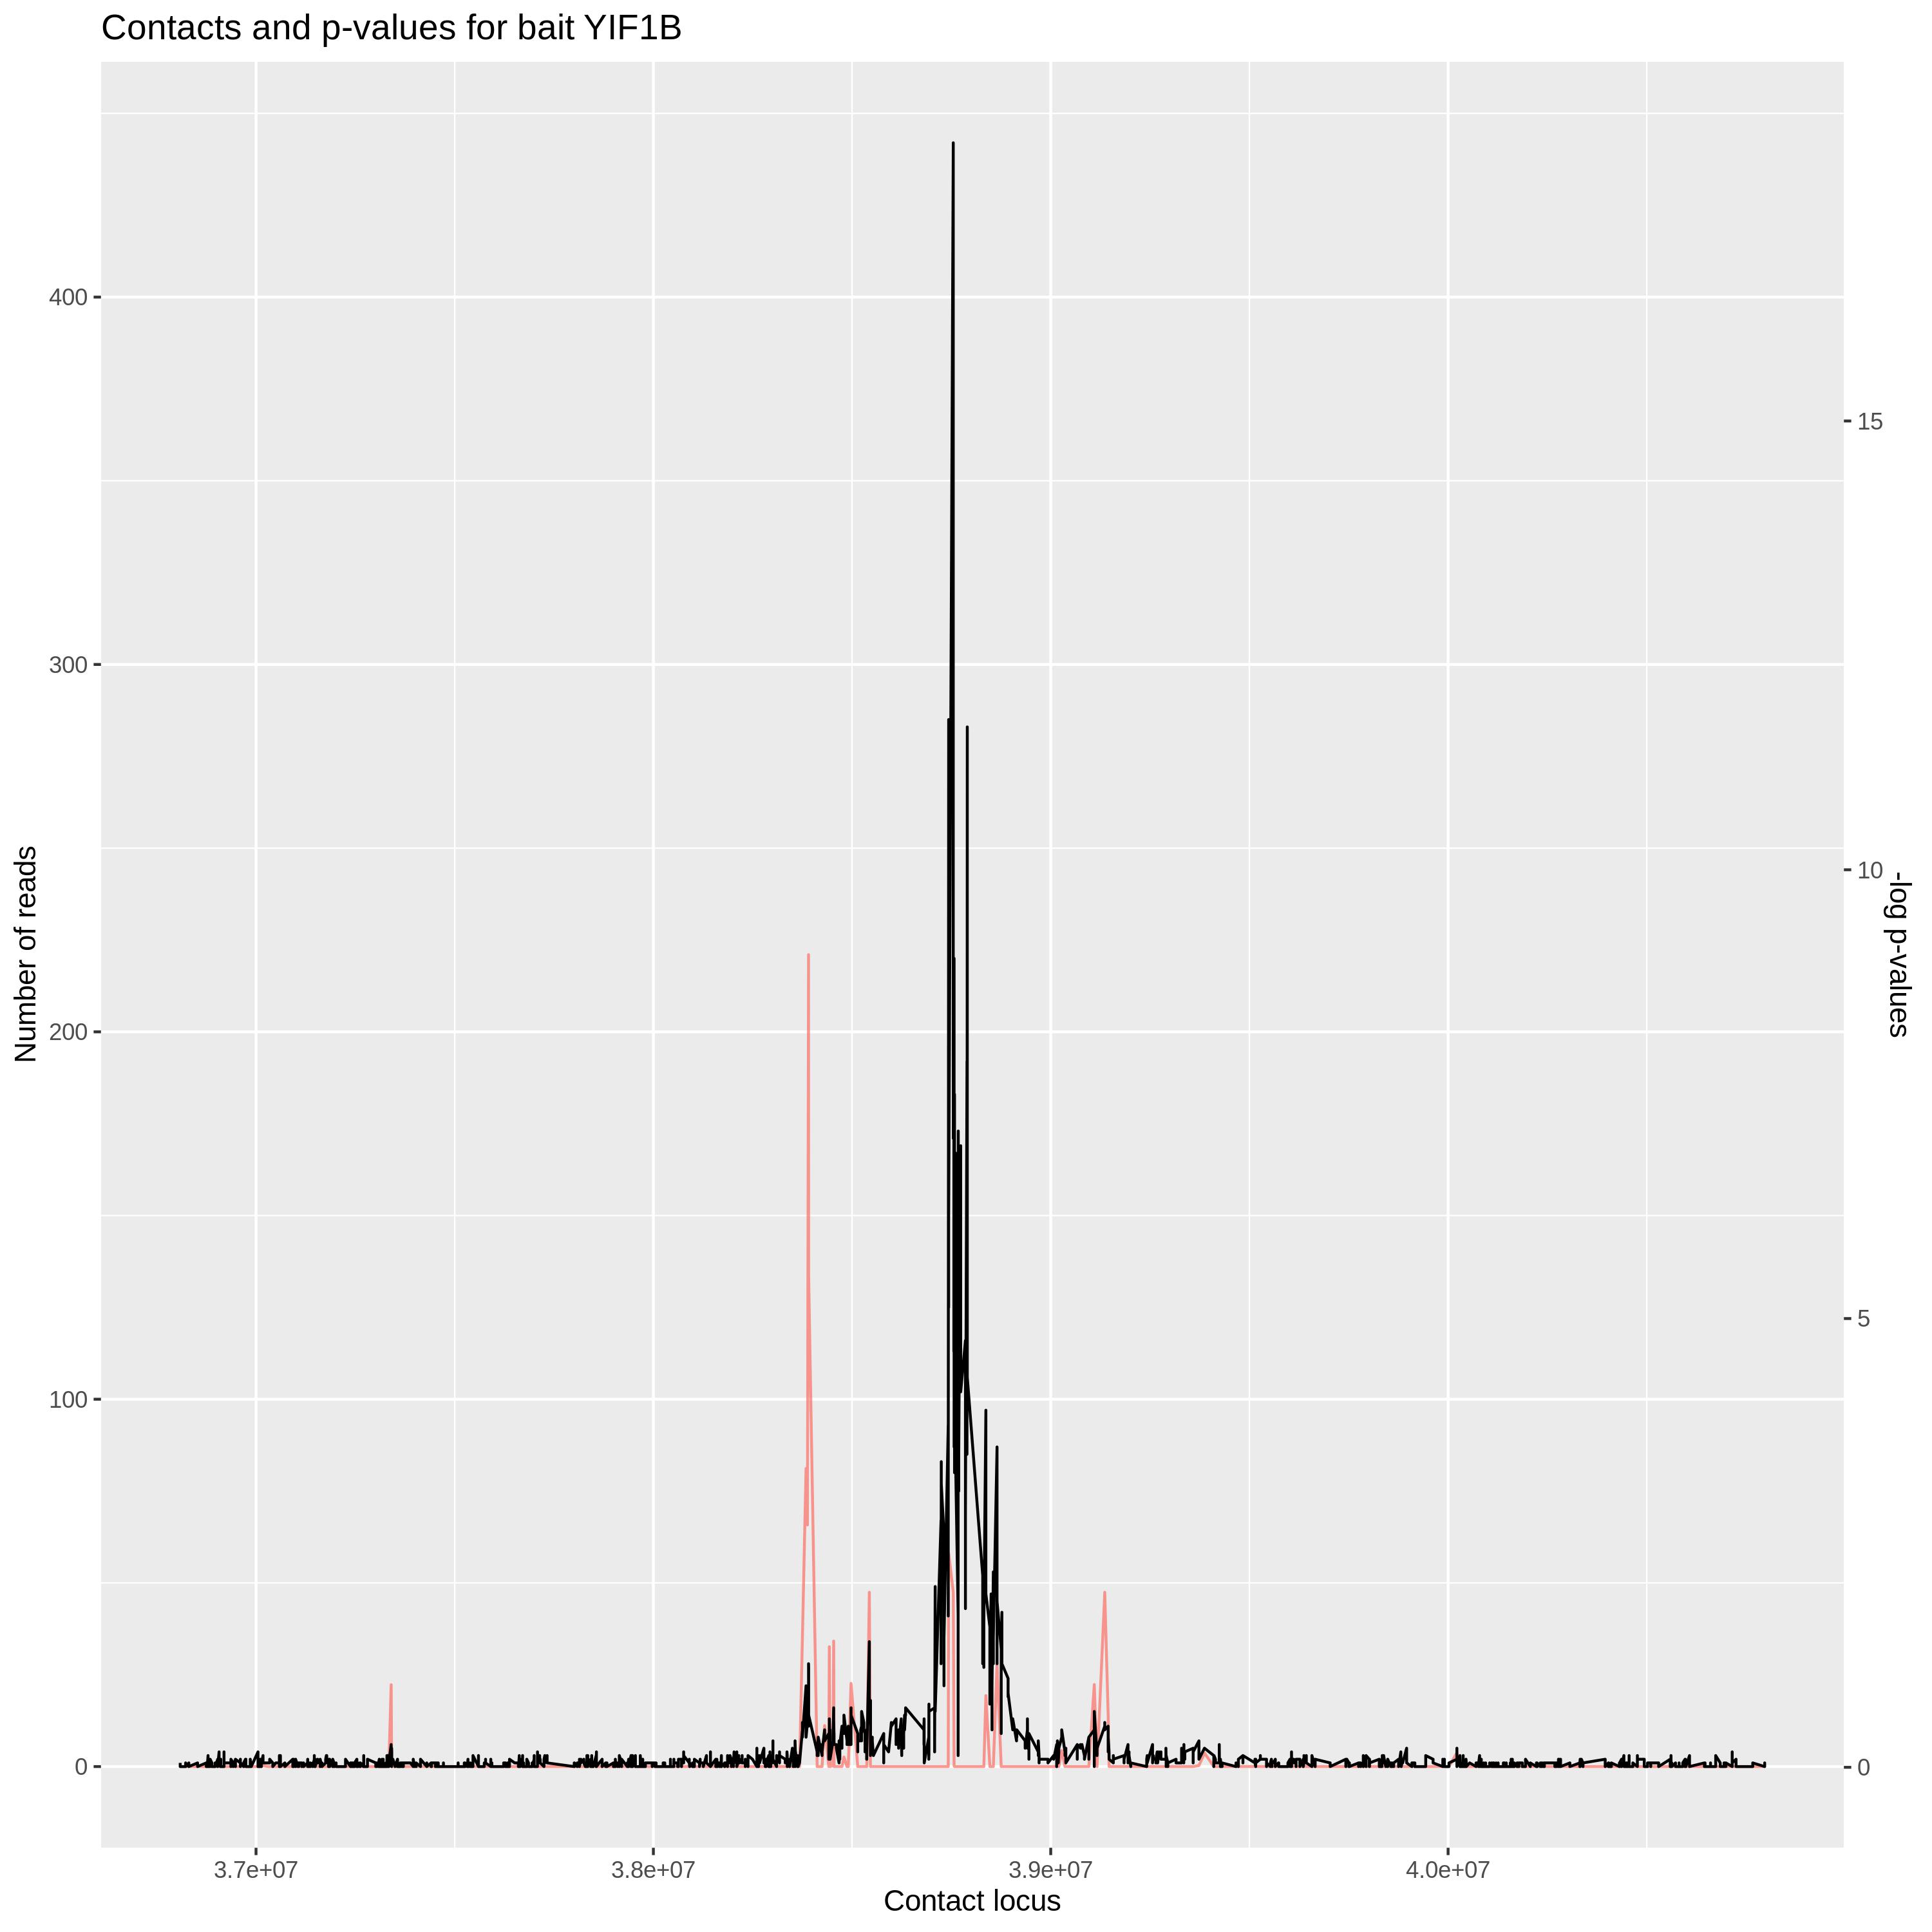 Contacts and p-values for bait YIF1B
400
300
200
100
0
Number of reads
15
10
5
0
-log p-values
3.7e+07 3.8e+07 3.9e+07 4.0e+07
Contact locus